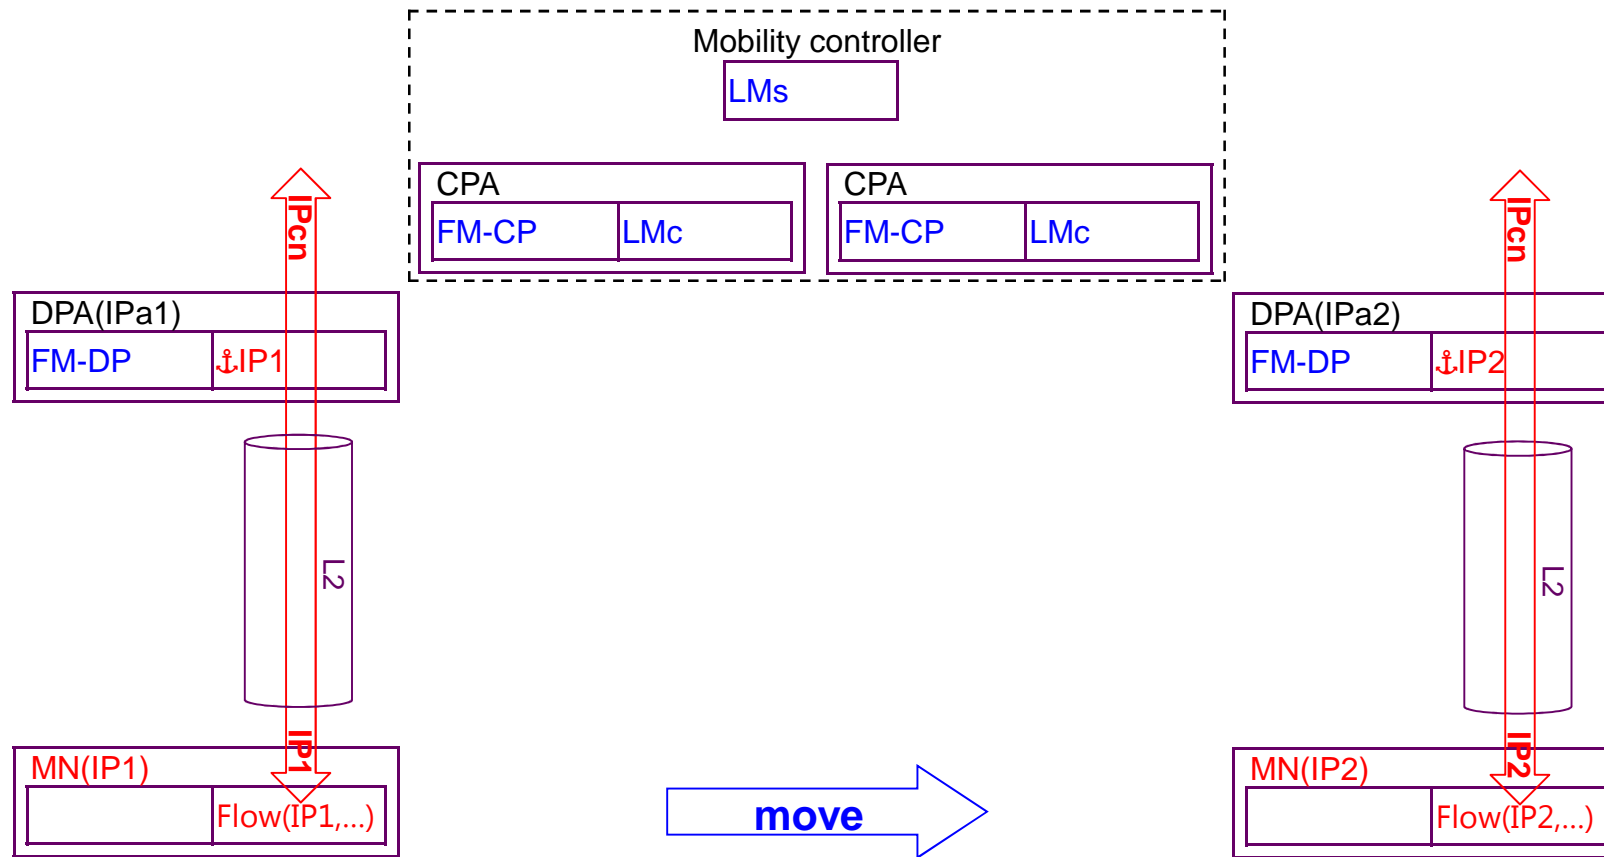 Mobility controller
LMs
CPA
FM-CP
LMc
CPA
FM-CP
LMc
IPcn
IPcn
DPA(IPa1)
FM-DP
⚓IP1
DPA(IPa2)
FM-DP
⚓IP2
L2
L2
IP1
IP2
MN(IP1)
Flow(IP1,...)
move
MN(IP2)
Flow(IP2,...)